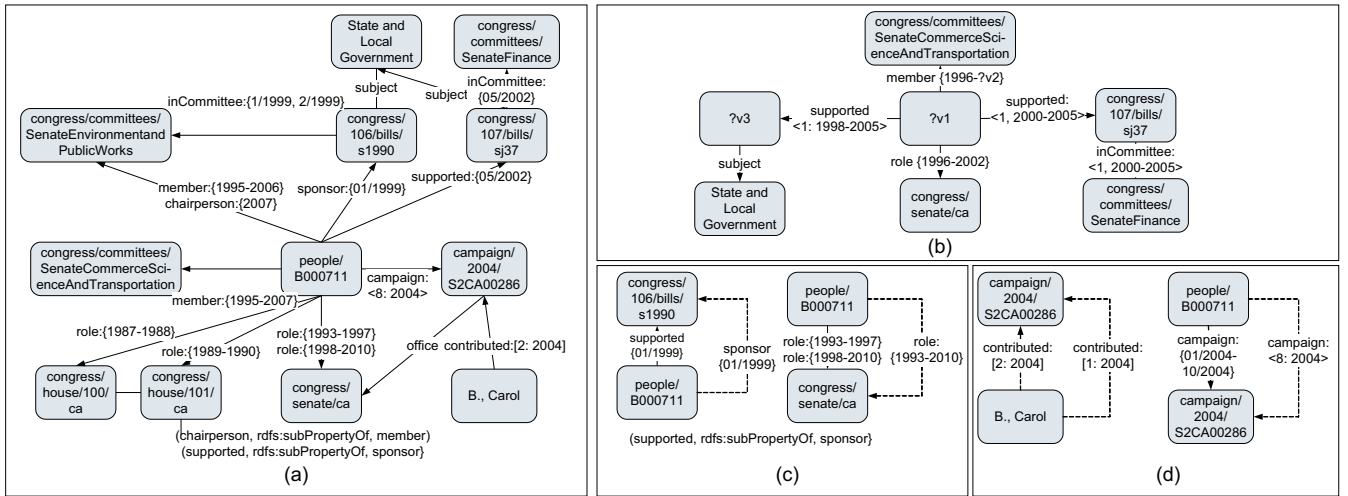 State and
Local
Government
congress/
committees/
SenateFinance
subject
subject
inCommittee:
{05/2002}
inCommittee:{1/1999, 2/1999}
congress/committees/
SenateEnvironmentand
PublicWorks
congress/
106/bills/
s1990
congress/
107/bills/
sj37
member:{1995-2006}
chairperson:{2007}
sponsor:{01/1999}
supported:{05/2002}
congress/committees/
SenateCommerceSci-
enceAndTransportation
people/
B000711
campaign:
<8: 2004>
campaign/
2004/
S2CA00286
member:{1995-2007}
role:{1987-1988}
role:{1989-1990}
role:{1993-1997}
role:{1998-2010}
office
contributed:[2: 2004]
congress/
house/100/
ca
congress/
house/101/
ca
congress/
senate/ca
B., Carol
(chairperson, rdfs:subPropertyOf, member)
(supported, rdfs:subPropertyOf, sponsor}
(a)
congress/committees/
SenateCommerceSci-
enceAndTransportation
member {1996-?v2}
?v3
supported
<1: 1998-2005>
?v1
supported:
<1, 2000-2005>
congress/
107/bills/
sj37
subject
role {1996-2002}
inCommittee:
<1, 2000-2005>
State and
Local
Government
congress/
senate/ca
congress/
committees/
SenateFinance
(b)
congress/
106/bills/
s1990
supported
{01/1999}
sponsor
{01/1999}
people/
B000711
people/
B000711
role:{1993-1997}
role:{1998-2010}
role:
{1993-2010}
congress/
senate/ca
(supported, rdfs:subPropertyOf, sponsor}
(c)
campaign/
2004/
S2CA00286
contributed:
[2: 2004]
contributed:
[1: 2004]
B., Carol
people/
B000711
campaign:
{01/2004-
10/2004}
campaign:
<8: 2004>
campaign/
2004/
S2CA00286
(d)